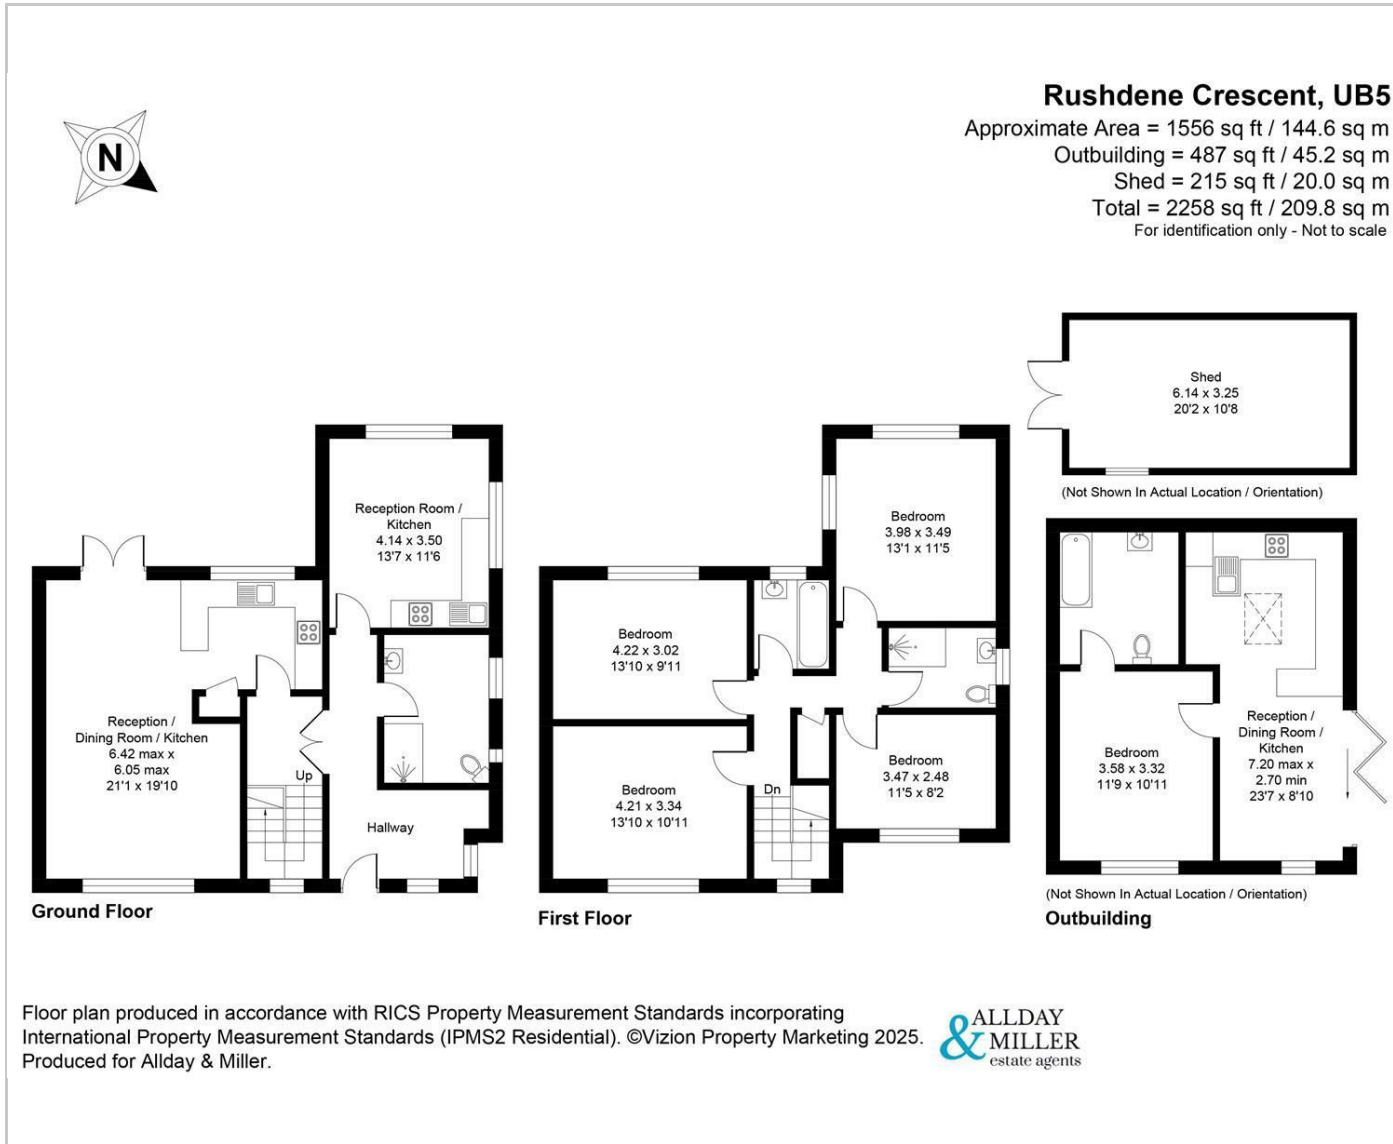 Rushdene Crescent, UB5
Approximate Area = 1556 sq ft / 144.6 sq m
Outbuilding = 487 sq ft / 45.2 sq m
Shed = 215 sq ft / 20.0 sq m
Total = 2258 sq ft / 209.8 sq m
For identification only - Not to scale
N
Shed
6.14 x 3.25
20'2 x 10'8
(Not Shown In Actual Location / Orientation)
Reception Room /
Kitchen
4.14 x 3.50
13'7 x 11'6
Reception /
Dining Room / Kitchen
6.42 max x
6.05 max
21'1 x 19'10
Up
Hallway
Ground Floor
Bedroom
3.98 x 3.49
13'1 x 11'5
Bedroom
4.22 x 3.02
13'10 x 9'11
Bedroom
4.21 x 3.34
13'10 x 10'11
Dn
Bedroom
3.47 x 2.48
11'5 x 8'2
First Floor
Bedroom
3.58 x 3.32
11'9 x 10'11
Reception /
Dining Room /
Kitchen
7.20 max x
2.70 min
23'7 x 8'10
(Not Shown In Actual Location / Orientation)
Outbuilding
Floor plan produced in accordance with RICS Property Measurement Standards incorporating
International Property Measurement Standards (IPMS2 Residential). ©Vizion Property Marketing 2025.
Produced for Allday & Miller.
ALLDAY
& MILLER
estate agents